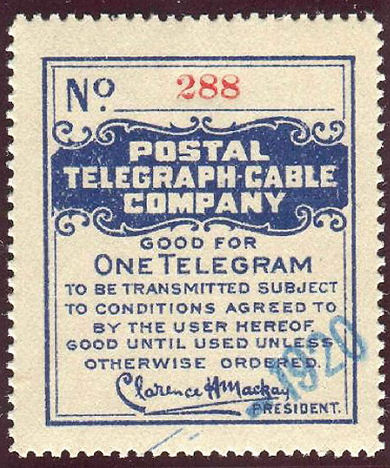 Nº 288
POSTAL
TELEGRAPH-CABLE
COMPANY
GOOD FOR
ONE TELEGRAM
TO BE TRANSMITTED SUBJECT
TO CONDITIONS AGREED TO
BY THE USER HEREOF.
GOOD UNTIL USED UNLESS
OTHERWISE ORDERED.
Clarence H Mackay
PRESIDENT.
1920